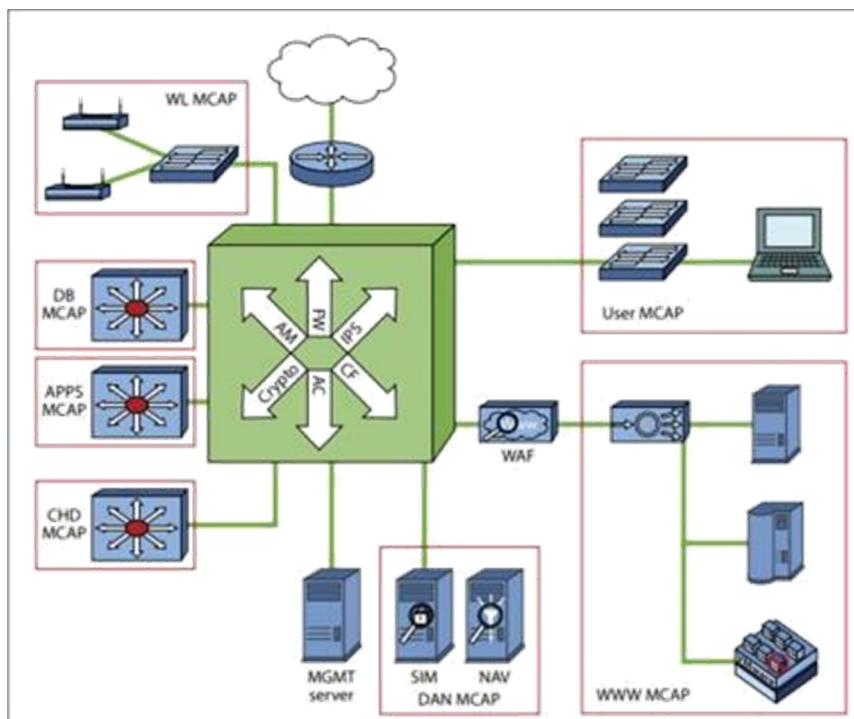 WL MCAP
DB
MCAP
APPS
MCAP
CHD
MCAP
FW
AM
IPS
Crypto
AC
CF
User MCAP
WAF
MGMT
server
SIM
NAV
DAN MCAP
WWW MCAP